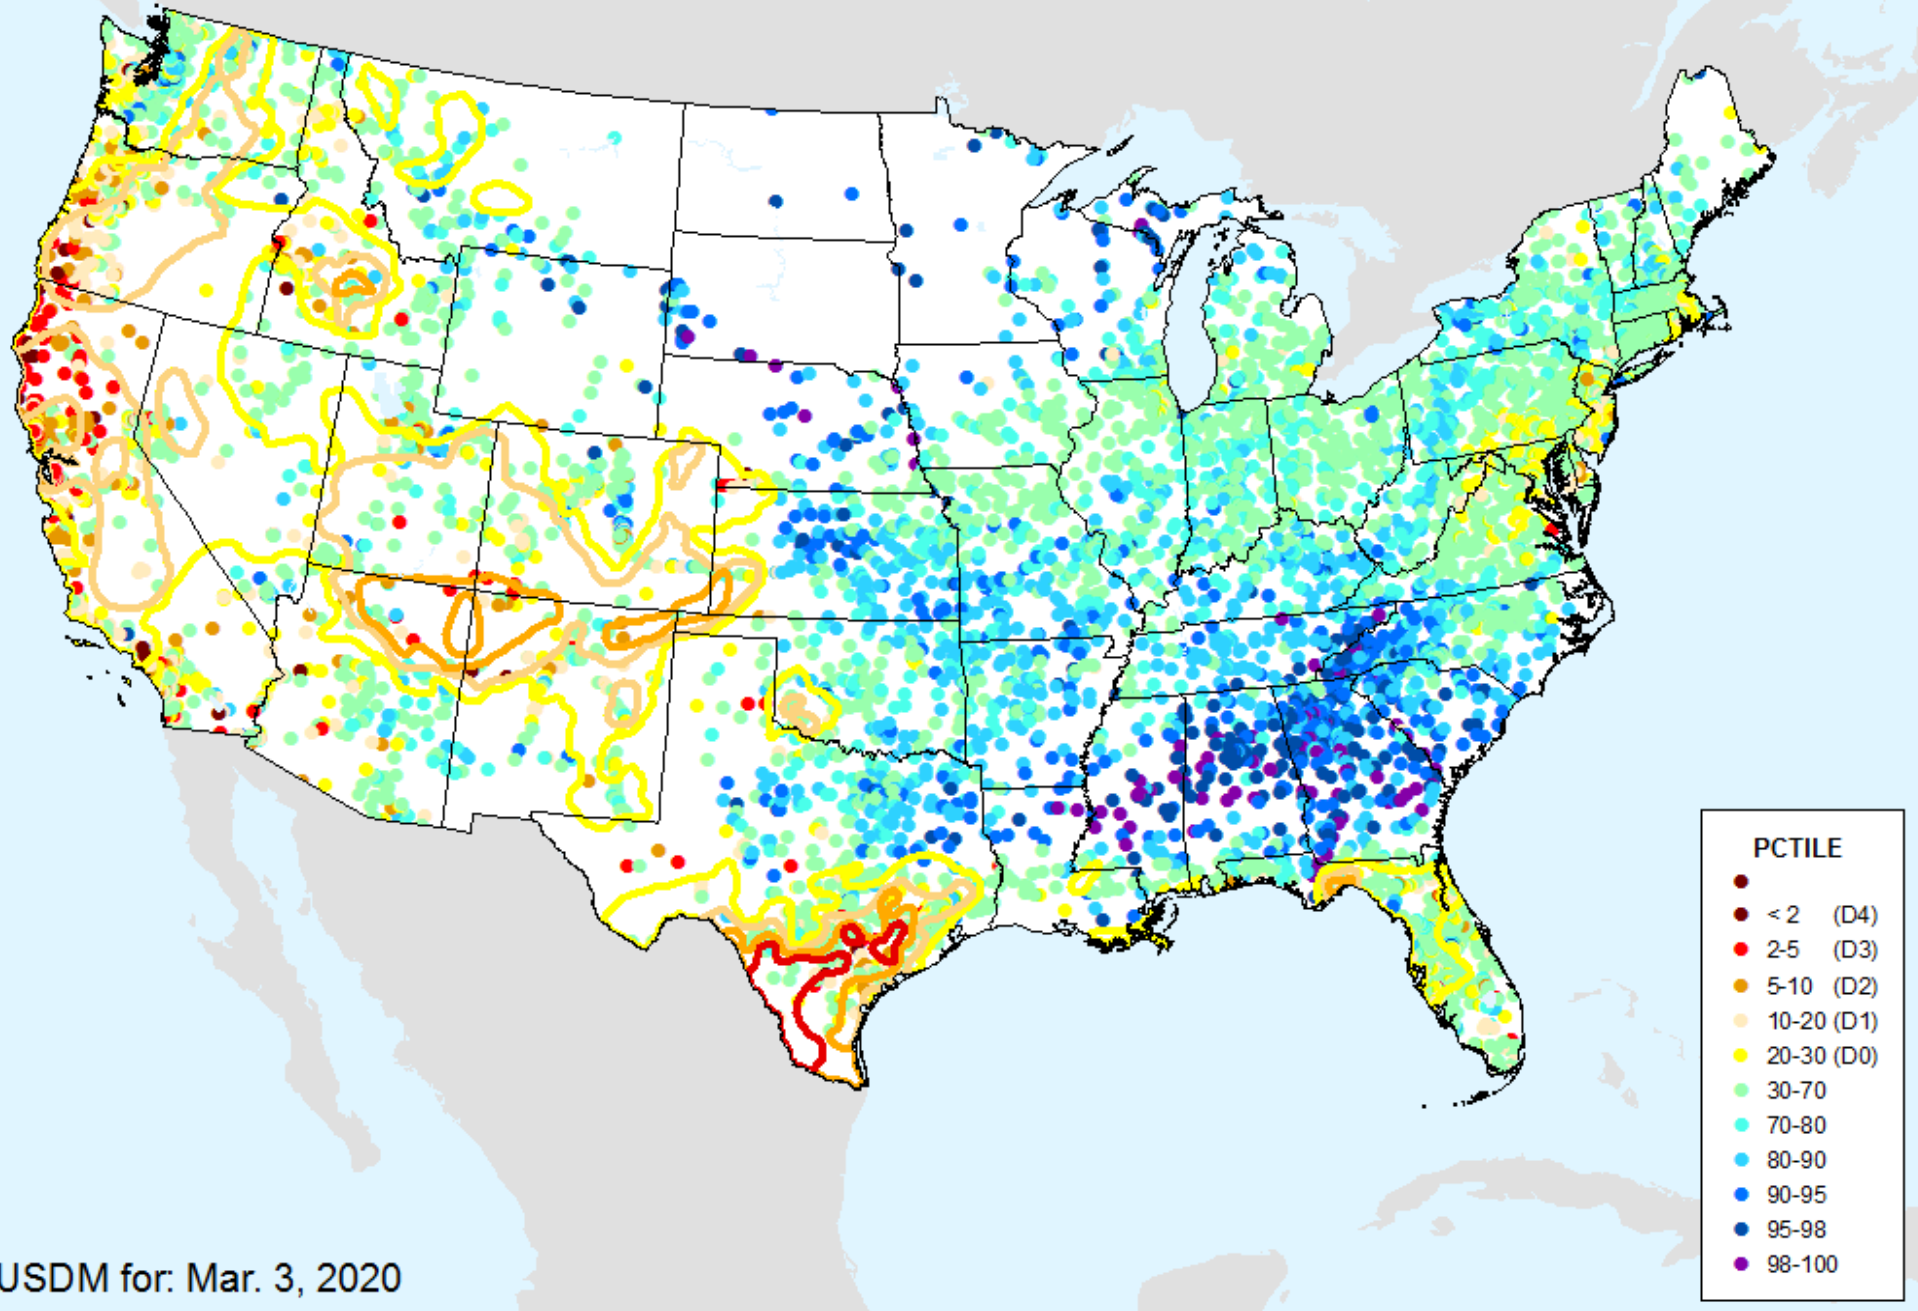 PCTILE
< 2 (D4)
2-5 (D3)
5-10 (D2)
10-20 (D1)
20-30 (D0)
30-70
70-80
80-90
90-95
95-98
98-100
USDM for: Mar. 3, 2020